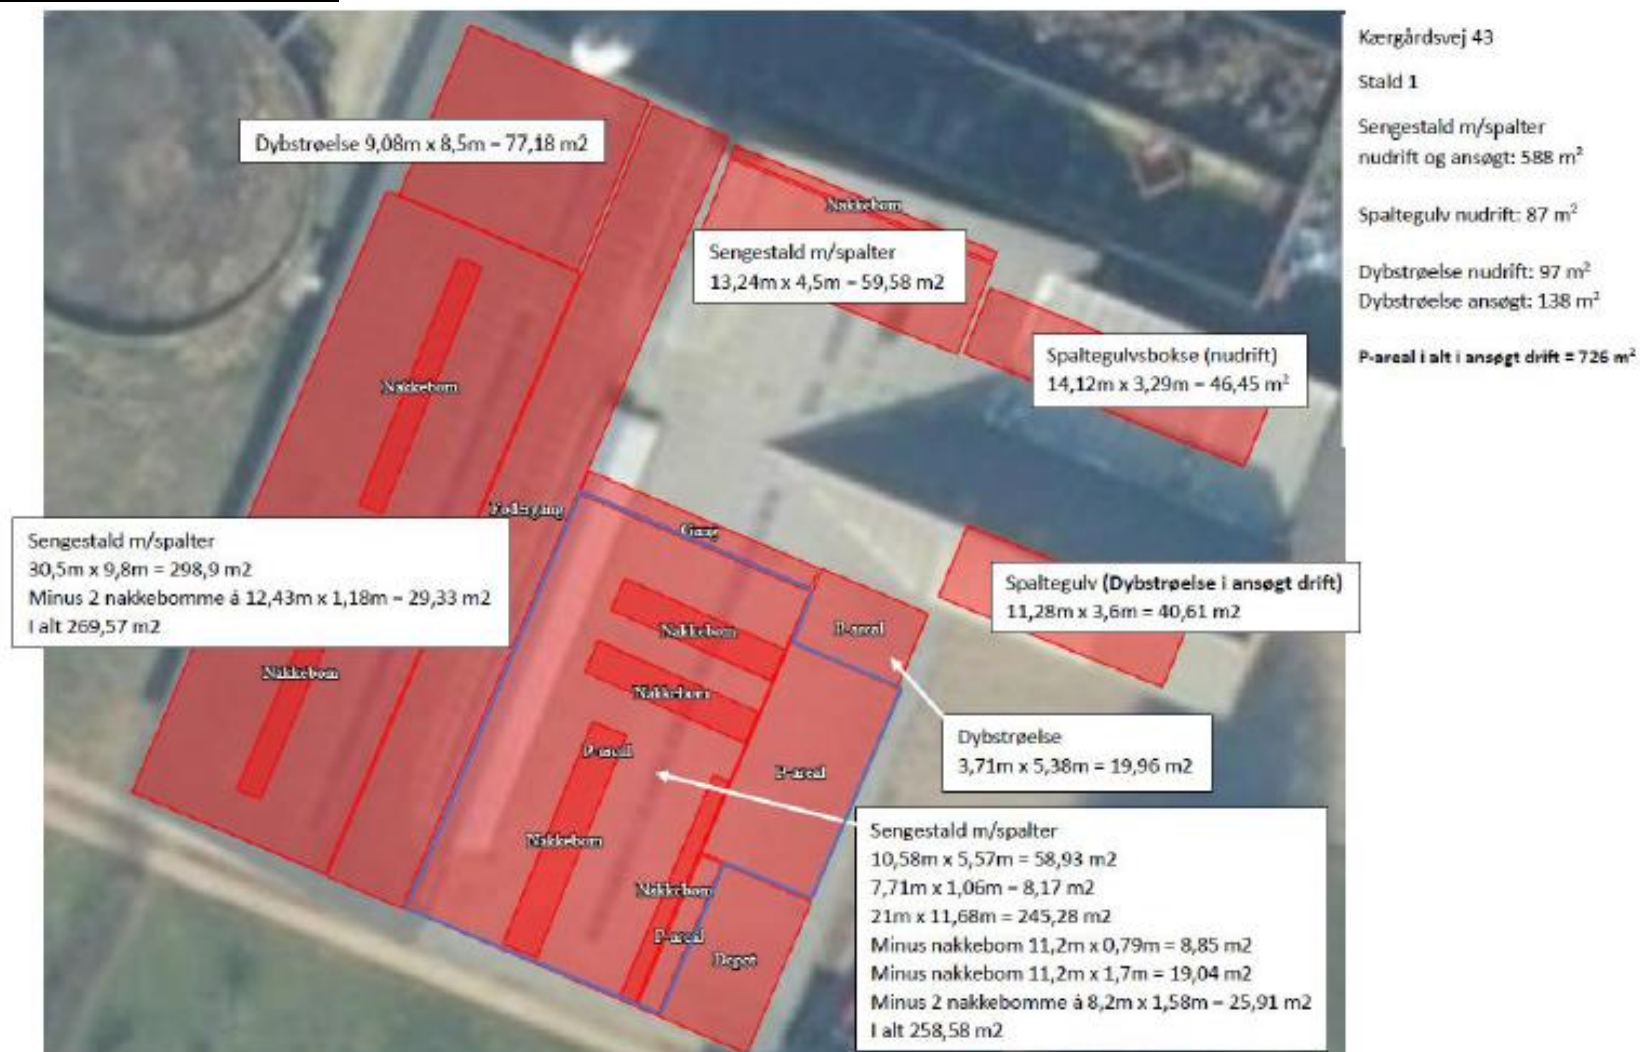 Kærgårdsvej 43
Stald 1
Sengestald m/spalter
nudrift og ansøgt: 588 m²
Spaltegulv nudrift: 87 m²
Dybstrøelse nudrift: 97 m²
Dybstrøelse ansøgt: 138 m²
P-areal i alt i ansøgt drift = 726 m²
Dybstrøelse 9,08m x 8,5m = 77,18 m2
Nakkebom
Sengestald m/spalter
13,24m x 4,5m = 59,58 m2
Spaltegulvsbokse (nudrift)
14,12m x 3,29m = 46,45 m²
Nakkebom
Fodergang
Gang
Sengestald m/spalter
30,5m x 9,8m = 298,9 m2
Minus 2 nakkebomme á 12,43m x 1,18m = 29,33 m2
I alt 269,57 m2
Spaltegulv (Dybstrøelse i ansøgt drift)
11,28m x 3,6m = 40,61 m2
Nakkebom
P-areal
Nakkebom
Nakkebom
P-areal
P-areal
Dybstrøelse
3,71m x 5,38m = 19,96 m2
Nakkebom
Nakkebom
P-areal
Depot
Sengestald m/spalter
10,58m x 5,57m = 58,93 m2
7,71m x 1,06m = 8,17 m2
21m x 11,68m = 245,28 m2
Minus nakkebom 11,2m x 0,79m = 8,85 m2
Minus nakkebom 11,2m x 1,7m = 19,04 m2
Minus 2 nakkebomme á 8,2m x 1,58m = 25,91 m2
I alt 258,58 m2